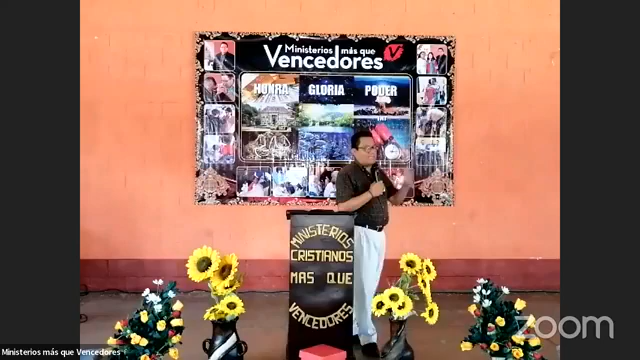 Ministerios más que
Vencedores
HONRA GLORIA PODER
MINISTERIOS
CRISTIANOS
MAS QUE
VENCEDORES
Ministerios más que Vencedores
zoom